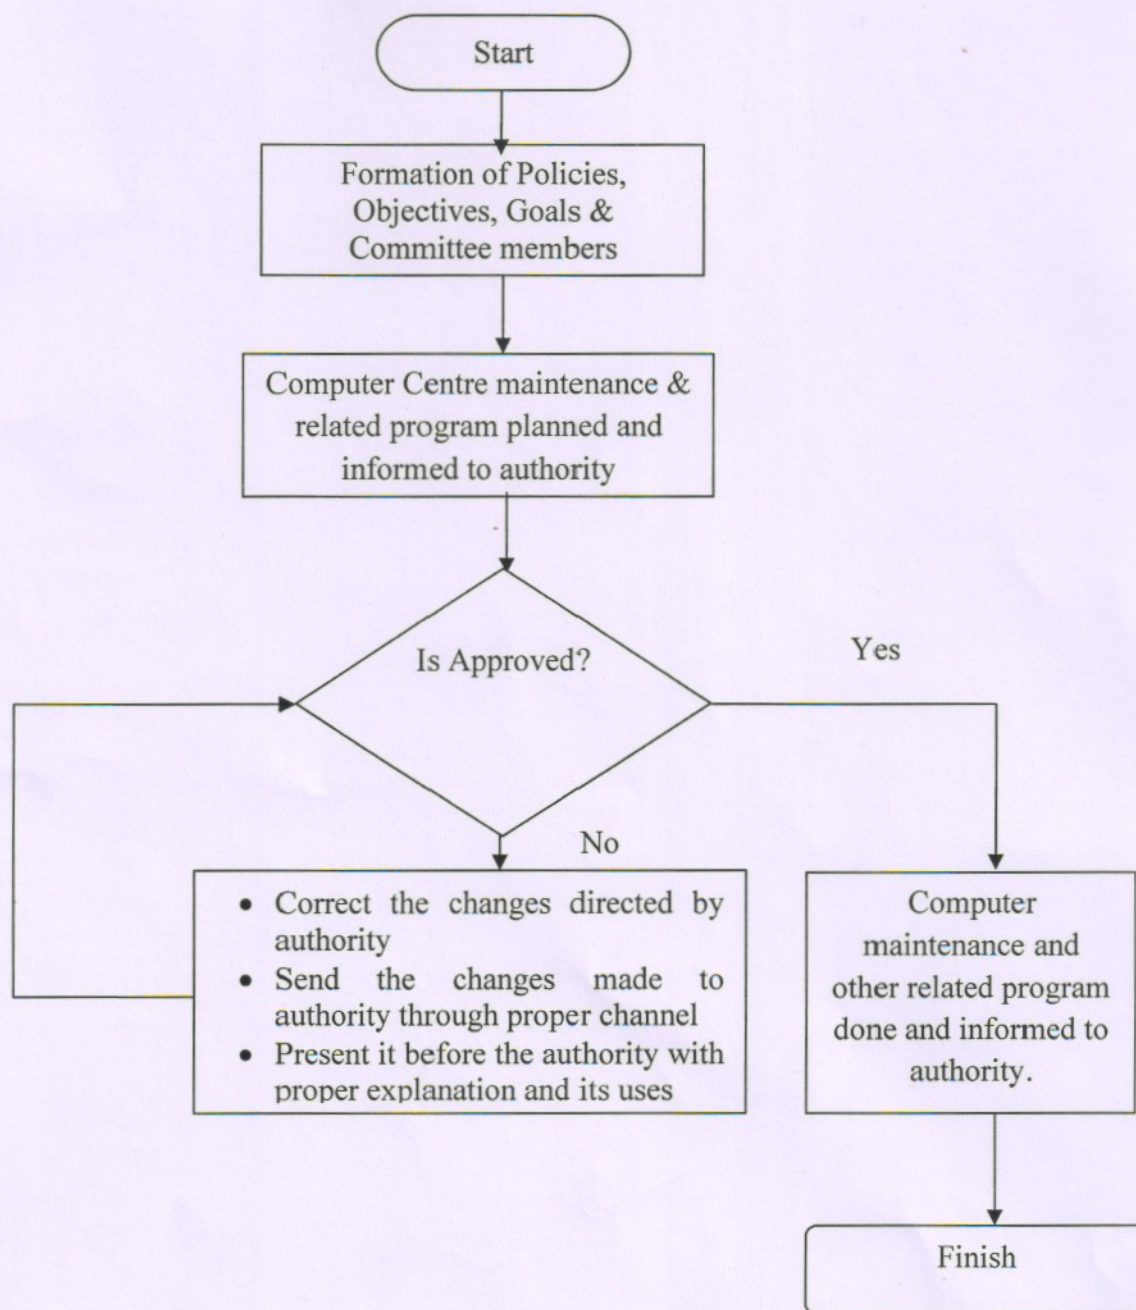 Start
Formation of Policies,
Objectives, Goals &
Committee members
Computer Centre maintenance &
related program planned and
informed to authority
Is Approved?
Yes
No
• Correct the changes directed by
authority
• Send the changes made to
authority through proper channel
• Present it before the authority with
proper explanation and its uses
Computer
maintenance and
other related program
done and informed to
authority.
Finish